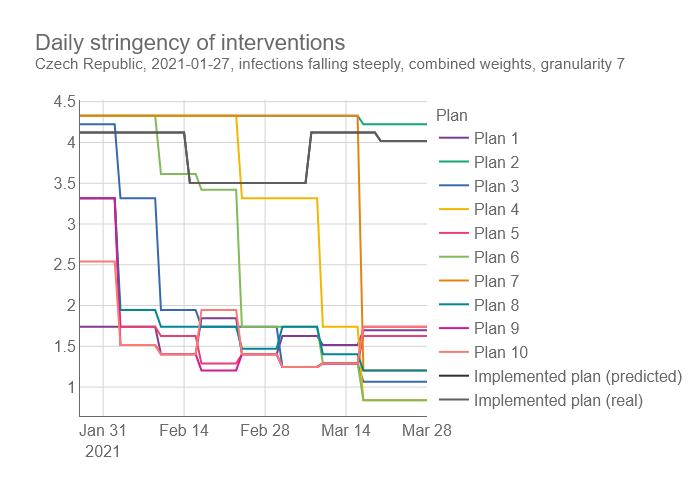 Daily stringency of interventions
Czech Republic, 2021-01-27, infections falling steeply, combined weights, granularity 7
4.5
4
3.5
3
2.5
2
1.5
1
Jan 31
2021
Feb 14
Feb 28
Mar 14
Mar 28
Plan
Plan 1
Plan 2
Plan 3
Plan 4
Plan 5
Plan 6
Plan 7
Plan 8
Plan 9
Plan 10
Implemented plan (predicted)
Implemented plan (real)